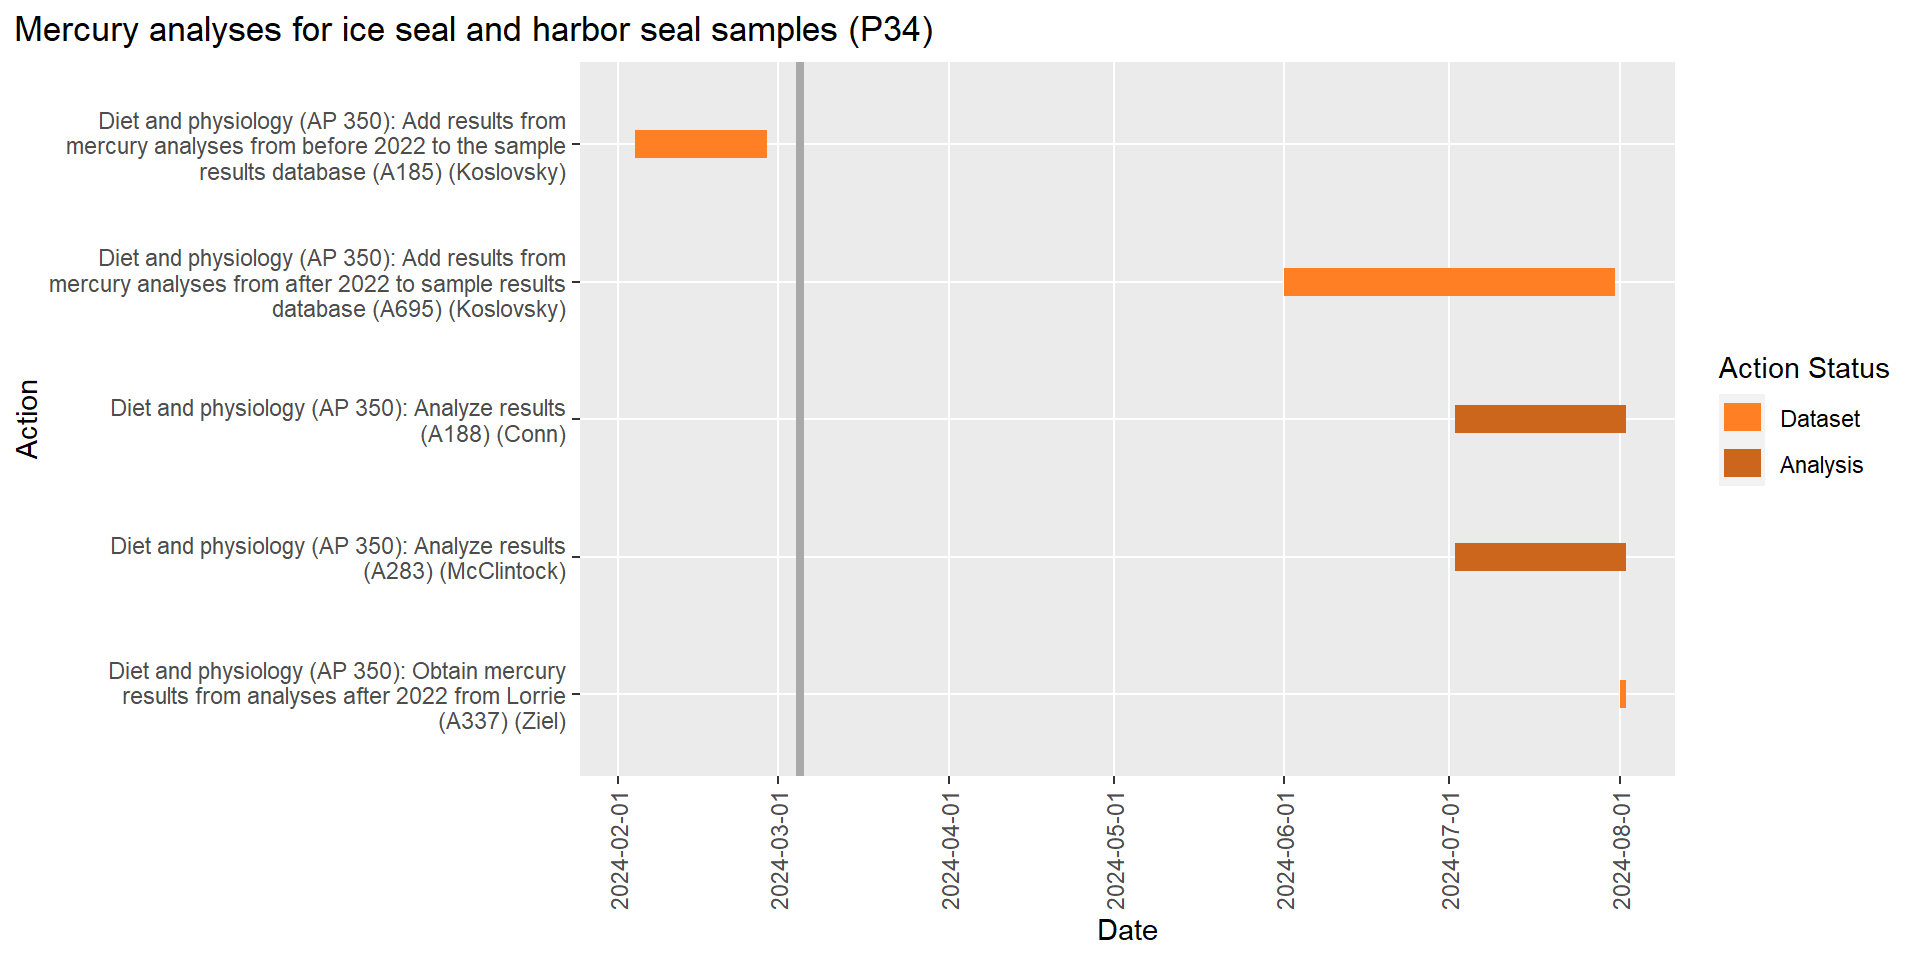 Mercury analyses for ice seal and harbor seal samples (P34)
Diet and physiology (AP 350): Add results from
mercury analyses from before 2022 to the sample
results database (A185) (Koslovsky)
Diet and physiology (AP 350): Add results from
mercury analyses from after 2022 to sample results
database (A695) (Koslovsky)
Diet and physiology (AP 350): Analyze results
(A188) (Conn)
Diet and physiology (AP 350): Analyze results
(A283) (McClintock)
Diet and physiology (AP 350): Obtain mercury
results from analyses after 2022 from Lorrie
(A337) (Ziel)
Action
2024-02-01
2024-03-01
2024-04-01
2024-05-01
2024-06-01
2024-07-01
2024-08-01
Date
Action Status
Dataset
Analysis